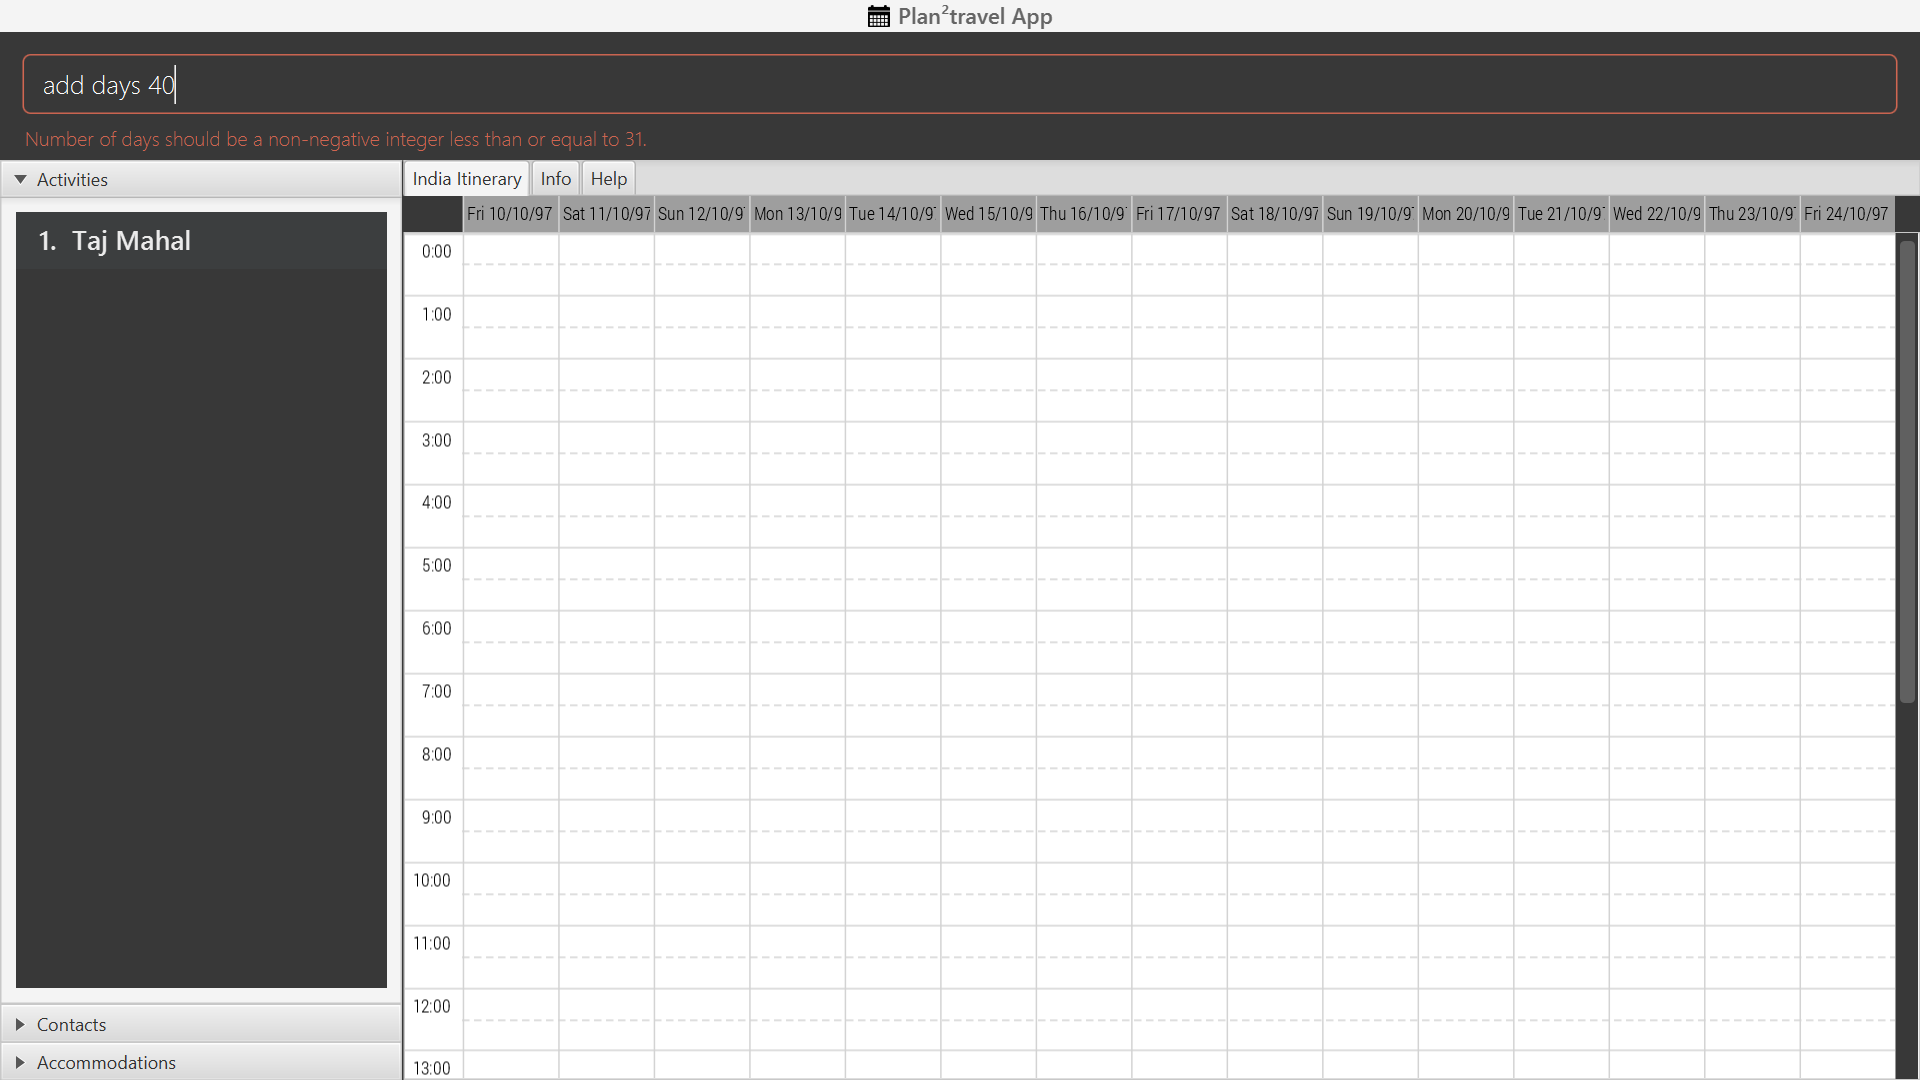 Plan²travel App
add days 40
Number of days should be a non-negative integer less than or equal to 31.
Activities
1. Taj Mahal
Contacts
Accommodations
India Itinerary Info Help
Fri 10/10/97 Sat 11/10/97 Sun 12/10/9 Mon 13/10/9 Tue 14/10/9 Wed 15/10/9 Thu 16/10/9 Fri 17/10/97 Sat 18/10/97 Sun 19/10/9 Mon 20/10/9 Tue 21/10/9 Wed 22/10/9 Thu 23/10/9 Fri 24/10/97
0:00
1:00
2:00
3:00
4:00
5:00
6:00
7:00
8:00
9:00
10:00
11:00
12:00
13:00